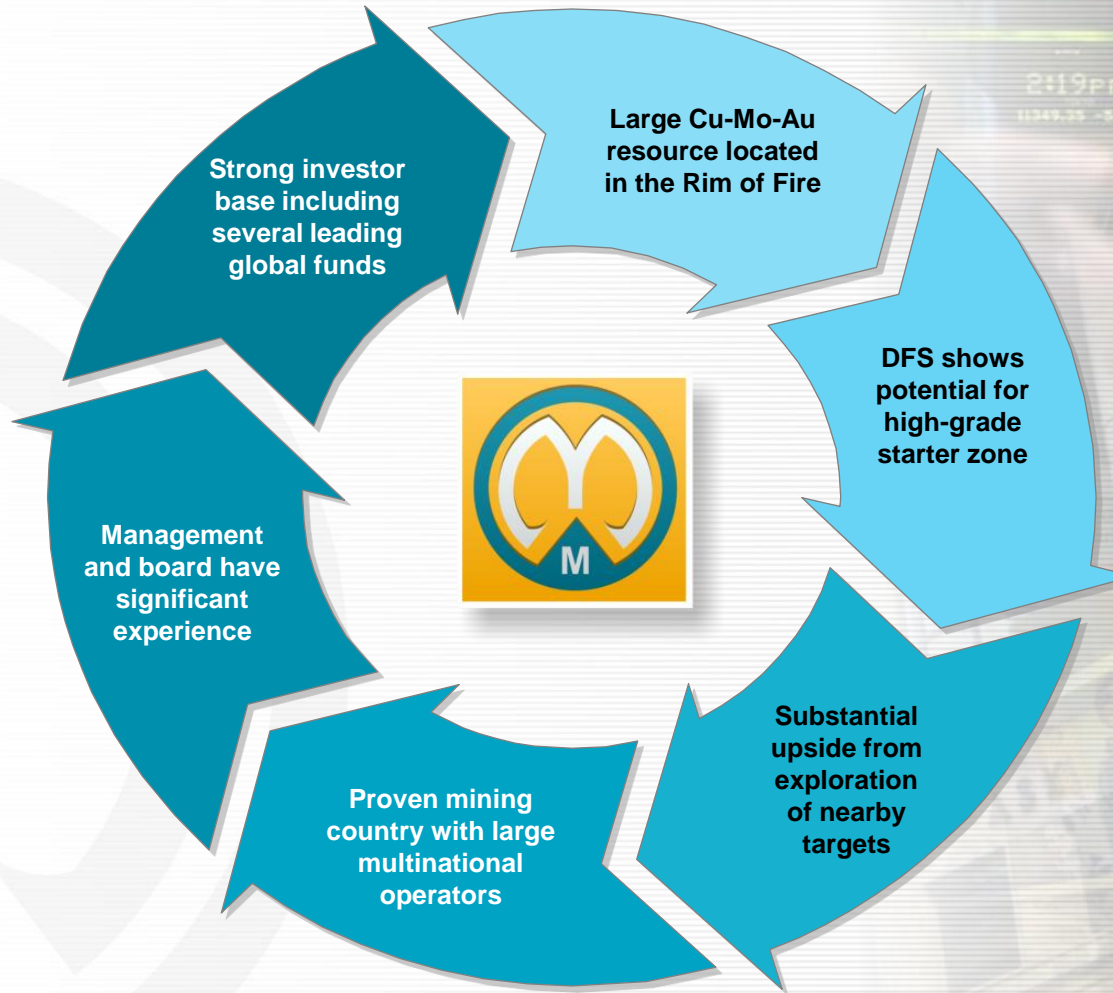 2:19P
Large Cu-Mo-Au
resource located
in the Rim of Fire
Strong investor
base including
several leading
global funds
DFS shows
potential for
high-grade
starter zone
M
Management
and board have
significant
experience
Substantial
upside from
exploration
of nearby
targets
Proven mining
country with large
multinational
operators